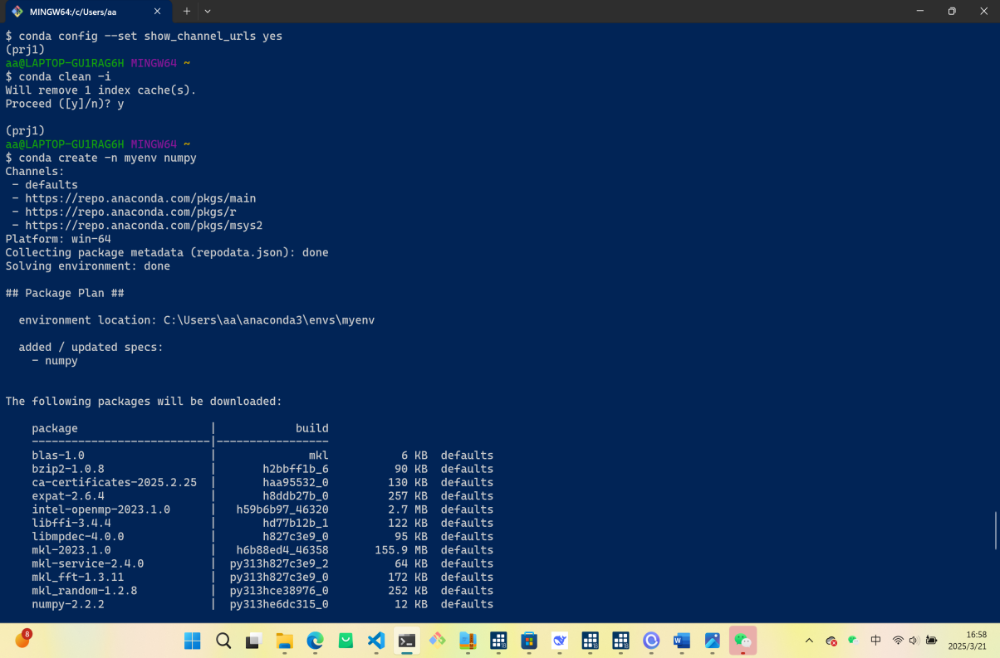 MINGW64:/c/Users/aa
$ conda config --set show_channel_urls yes
(prj1)
aa@LAPTOP-GU1RAG6H MINGW64 ~
$ conda clean -i
Will remove 1 index cache(s).
Proceed ([y]/n)? y
(prj1)
aa@LAPTOP-GU1RAG6H MINGW64 ~
$ conda create -n myenv numpy
Channels:
- defaults
- https://repo.anaconda.com/pkgs/main
- https://repo.anaconda.com/pkgs/r
- https://repo.anaconda.com/pkgs/msys2
Platform: win-64
Collecting package metadata (repodata.json): done
Solving environment: done
## Package Plan ##
environment location: C:\Users\aa\anaconda3\envs\myenv
added / updated specs:
- numpy
The following packages will be downloaded:
package | build
---------------------------|-----------------
blas-1.0 | mkl 6 KB defaults
bzip2-1.0.8 | h2bbff1b_6 90 KB defaults
ca-certificates-2025.2.25 | haa95532_0 130 KB defaults
expat-2.6.4 | h8ddb27b_0 257 KB defaults
intel-openmp-2023.1.0 | h59b6b97_46320 2.7 MB defaults
libffi-3.4.4 | hd77b12b_1 122 KB defaults
libmpdec-4.0.0 | h827c3e9_0 95 KB defaults
mkl-2023.1.0 | h6b88ed4_46358 155.9 MB defaults
mkl-service-2.4.0 | py313h827c3e9_2 64 KB defaults
mkl_fft-1.3.11 | py313h827c3e9_0 172 KB defaults
mkl_random-1.2.8 | py313hce38976_0 252 KB defaults
numpy-2.2.2 | py313he6dc315_0 12 KB defaults
8
中
16:58
2025/3/21